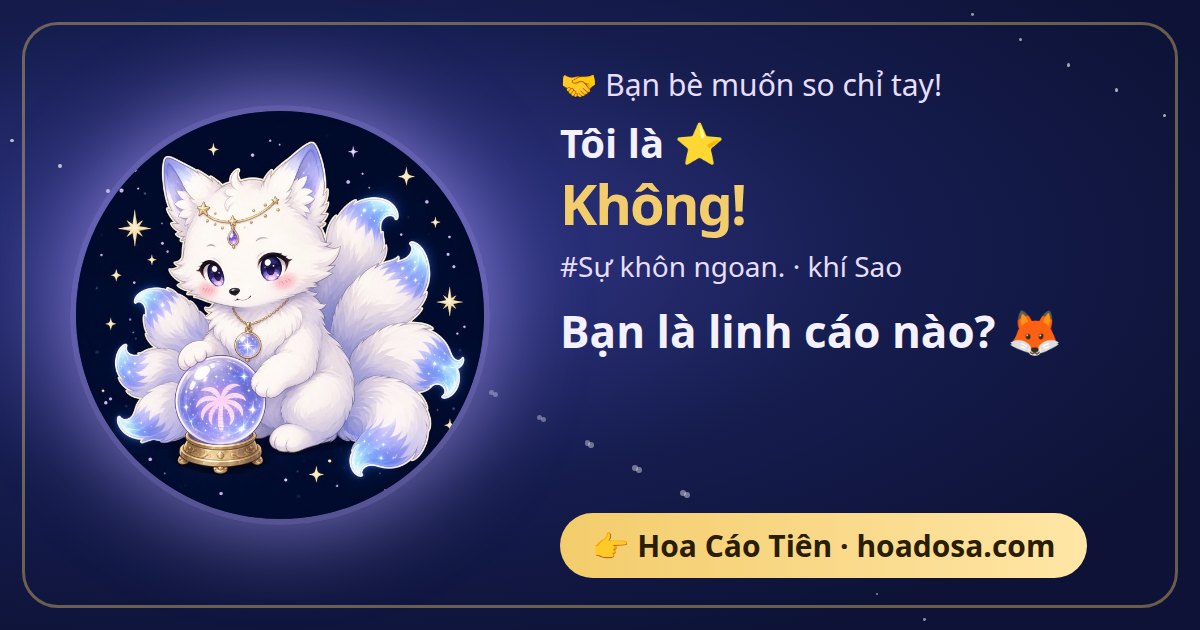 🤝 Bạn bè muốn so chỉ tay!
Tôi là ⭐
Không!
#Sự khôn ngoan. · khí Sao
Bạn là linh cáo nào? 🦊
👉 Hoa Cáo Tiên · hoadosa.com